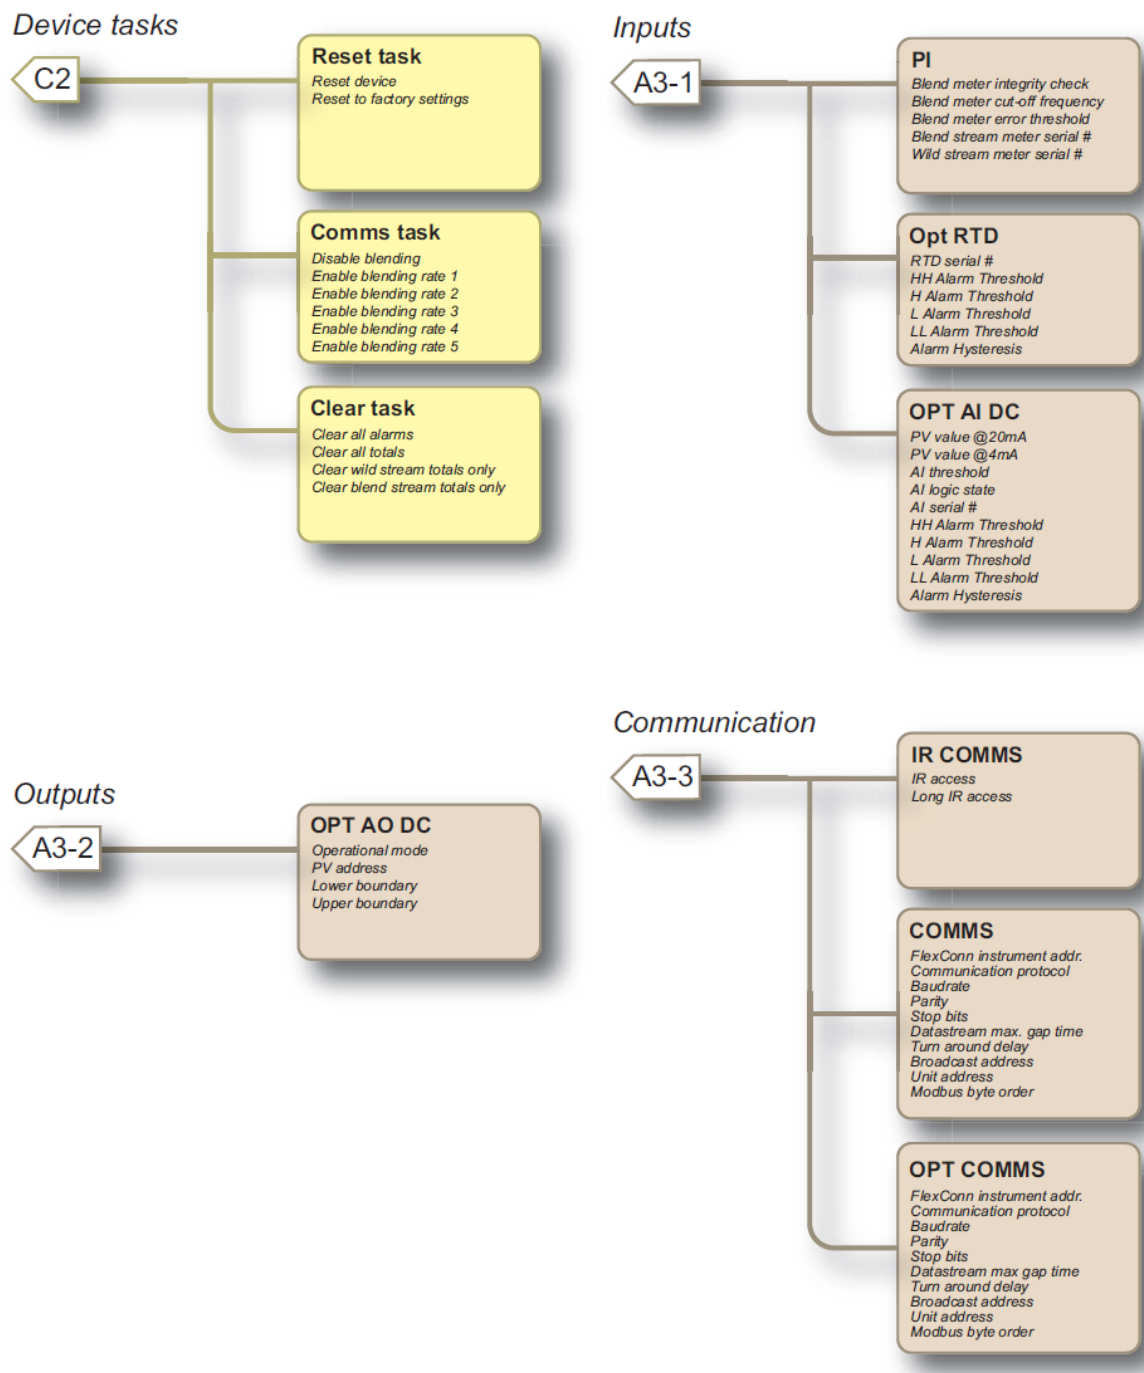 Device tasks
C2
Reset task
Reset device
Reset to factory settings
Comms task
Disable blending
Enable blending rate 1
Enable blending rate 2
Enable blending rate 3
Enable blending rate 4
Enable blending rate 5
Clear task
Clear all alarms
Clear all totals
Clear wild stream totals only
Clear blend stream totals only
Inputs
A3-1
PI
Blend meter integrity check
Blend meter cut-off frequency
Blend meter error threshold
Blend stream meter serial #
Wild stream meter serial #
Opt RTD
RTD serial #
HH Alarm Threshold
H Alarm Threshold
L Alarm Threshold
LL Alarm Threshold
Alarm Hysteresis
OPT AI DC
PV value @20mA
PV value @4mA
AI threshold
AI logic state
AI serial #
HH Alarm Threshold
H Alarm Threshold
L Alarm Threshold
LL Alarm Threshold
Alarm Hysteresis
Outputs
A3-2
OPT AO DC
Operational mode
PV address
Lower boundary
Upper boundary
Communication
A3-3
IR COMMS
IR access
Long IR access
COMMS
FlexConn instrument addr.
Communication protocol
Baudrate
Parity
Stop bits
Datastream max. gap time
Turn around delay
Broadcast address
Unit address
Modbus byte order
OPT COMMS
FlexConn instrument addr.
Communication protocol
Baudrate
Parity
Stop bits
Datastream max gap time
Turn around delay
Broadcast address
Unit address
Modbus byte order